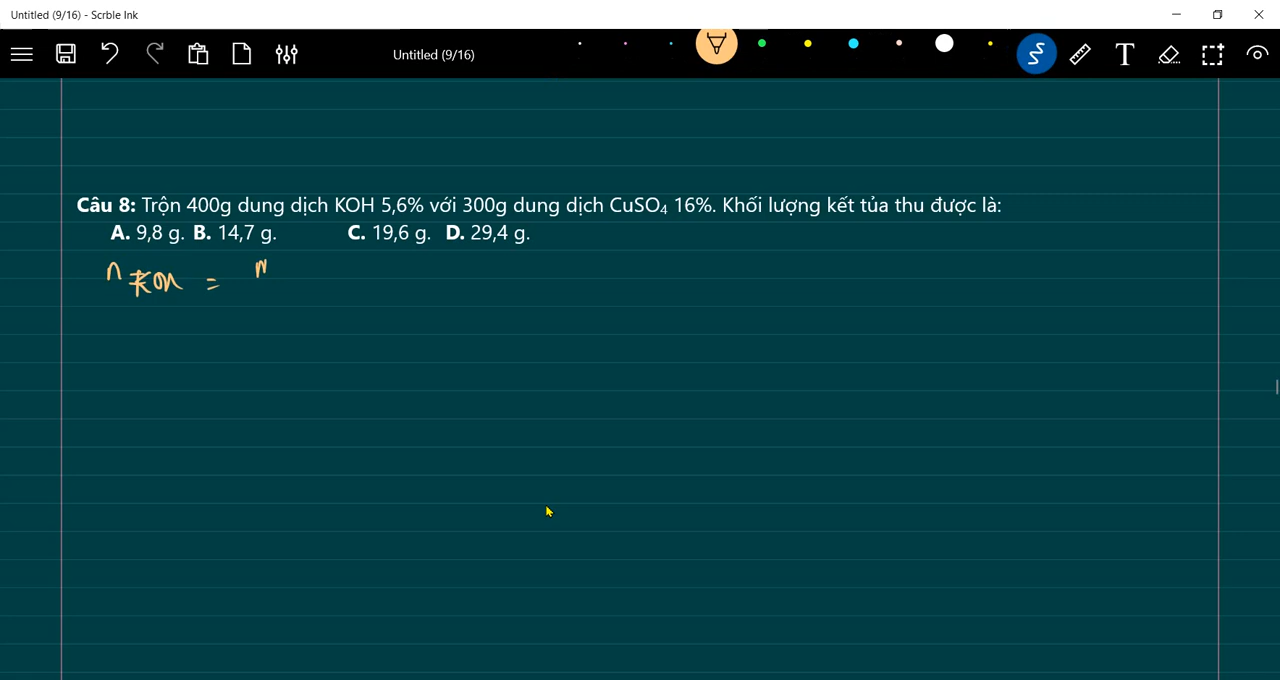 Untitled (9/16) - Scrble Ink
Untitled (9/16)
T
Câu 8: Trộn 400g dung dịch KOH 5,6% với 300g dung dịch CuSO₄ 16%. Khối lượng kết tủa thu được là:
A. 9,8 g. B. 14,7 g. C. 19,6 g. D. 29,4 g.
n KOH =